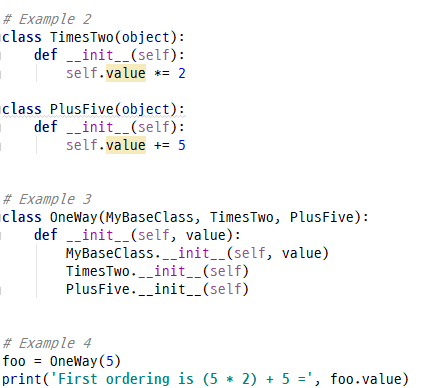 # Example 2
class TimesTwo(object):
    def __init__(self):
        self.value *= 2
class PlusFive(object):
    def __init__(self):
        self.value += 5
# Example 3
class OneWay(MyBaseClass, TimesTwo, PlusFive):
    def __init__(self, value):
        MyBaseClass.__init__(self, value)
        TimesTwo.__init__(self)
        PlusFive.__init__(self)
# Example 4
foo = OneWay(5)
print('First ordering is (5 * 2) + 5 =', foo.value)